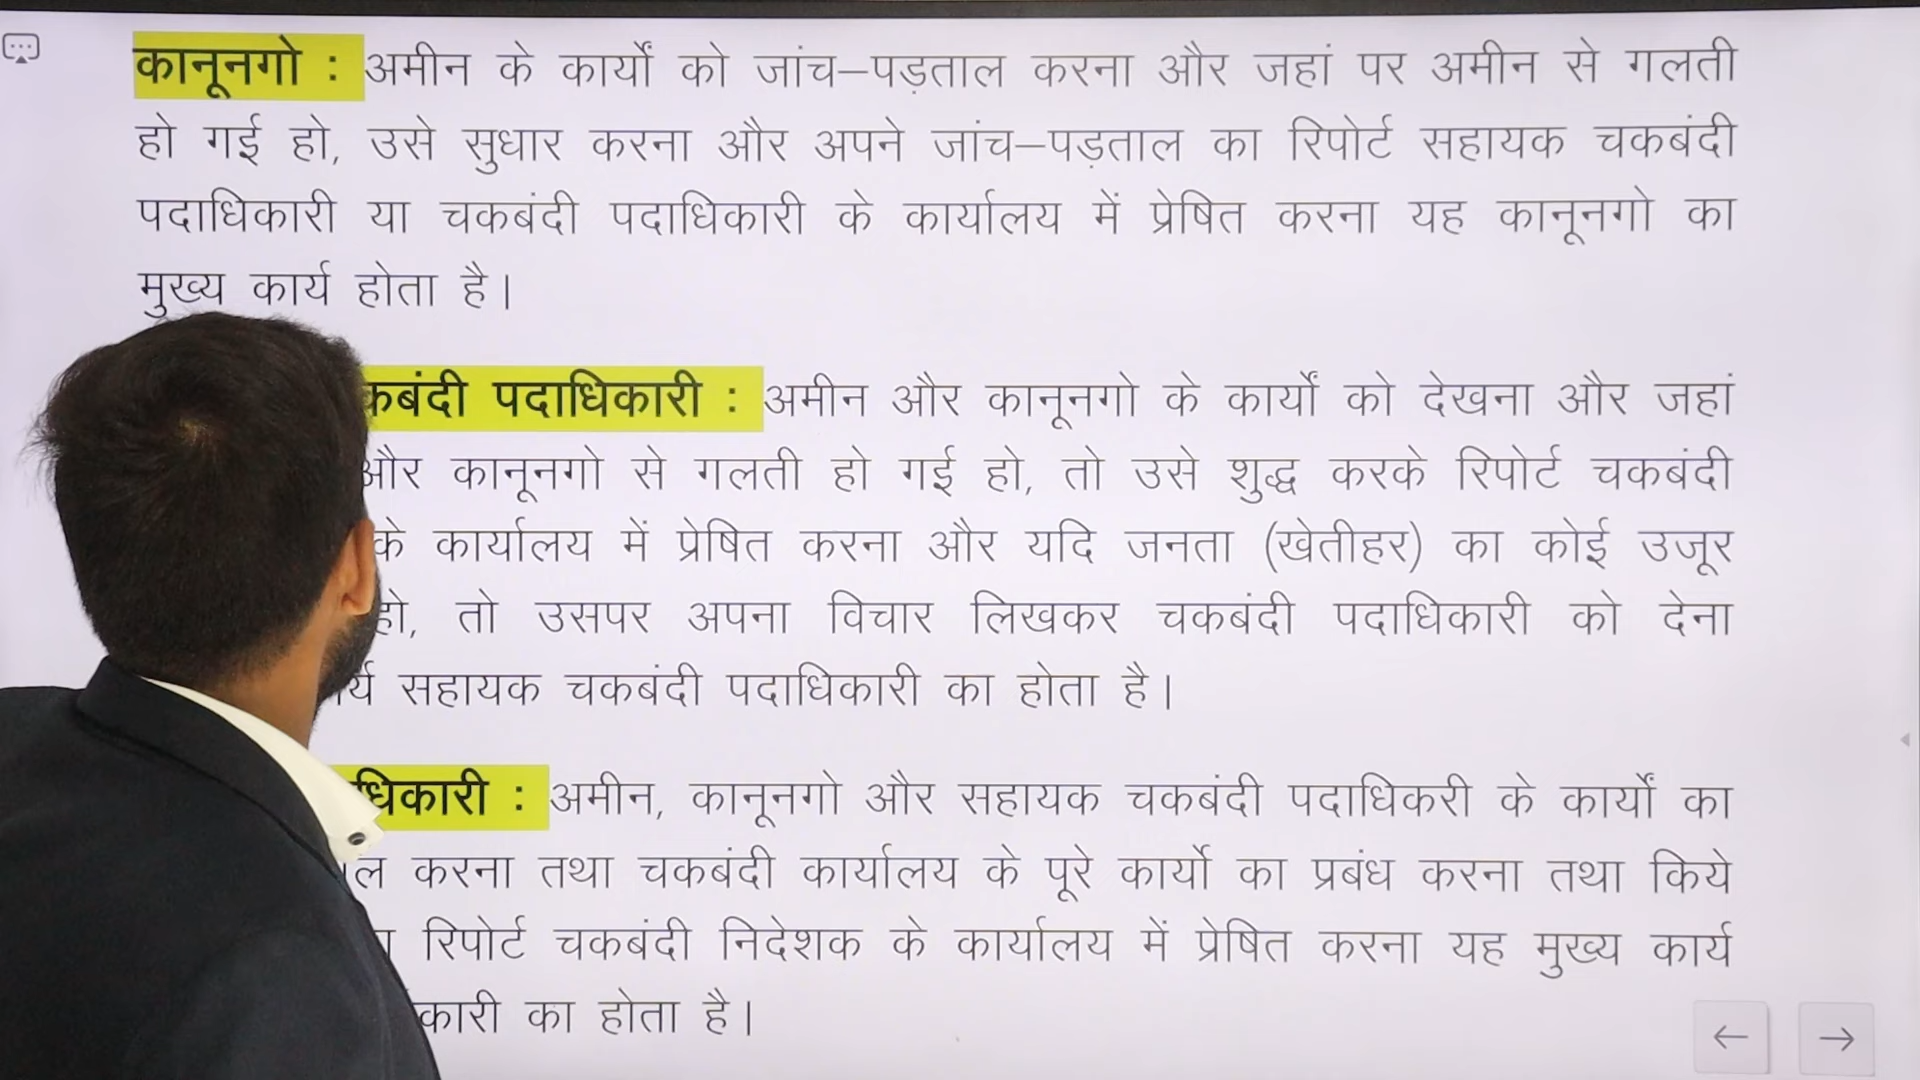 कानूनगो : अमीन के कार्यों को जांच–पड़ताल करना और जहां पर अमीन से गलती
हो गई हो, उसे सुधार करना और अपने जांच–पड़ताल का रिपोर्ट सहायक चकबंदी
पदाधिकारी या चकबंदी पदाधिकारी के कार्यालय में प्रेषित करना यह कानूनगो का
मुख्य कार्य होता है।
पदाधिकारी : अमीन और कानूनगो के कार्यों को देखना और जहां
और कानूनगो से गलती हो गई हो, तो उसे शुद्ध करके रिपोर्ट चकबंदी
के कार्यालय में प्रेषित करना और यदि जनता (खेतीहर) का कोई उजूर
हो, तो उसपर अपना विचार लिखकर चकबंदी पदाधिकारी को देना
सहायक चकबंदी पदाधिकारी का होता है।
: अमीन, कानूनगो और सहायक चकबंदी पदाधिकरी के कार्यों का
करना तथा चकबंदी कार्यालय के पूरे कार्यो का प्रबंध करना तथा किये
रिपोर्ट चकबंदी निदेशक के कार्यालय में प्रेषित करना यह मुख्य कार्य
का होता है।